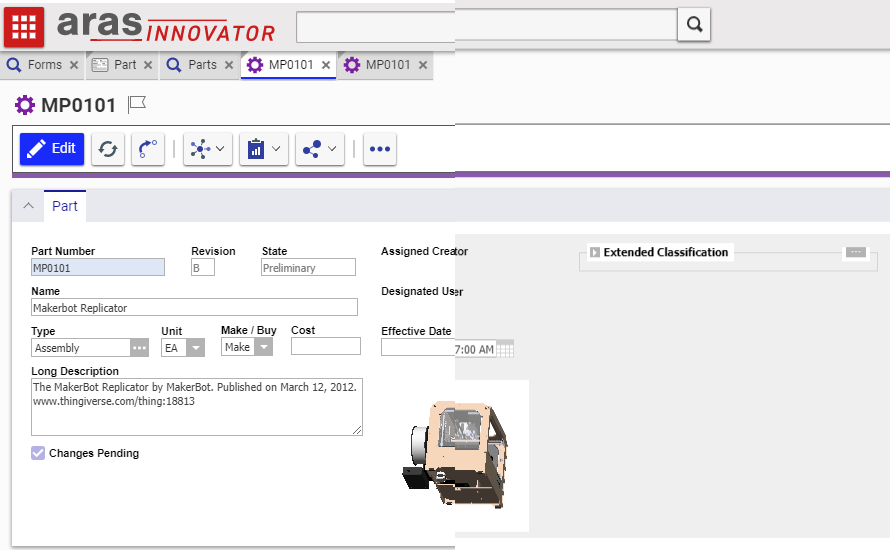 aras INNOVATOR
Forms × Part × Parts × MP0101 × MP0101 ×
MP0101
Edit
Part
Part Number Revision State Assigned Creator Extended Classification
MP0101 B Preliminary
Name Designated User
Makerbot Replicator
Type Unit Make / Buy Cost Effective Date
Assembly EA Make 7:00 AM
Long Description
The MakerBot Replicator by MakerBot. Published on March 12, 2012.
www.thingiverse.com/thing:18813
Changes Pending